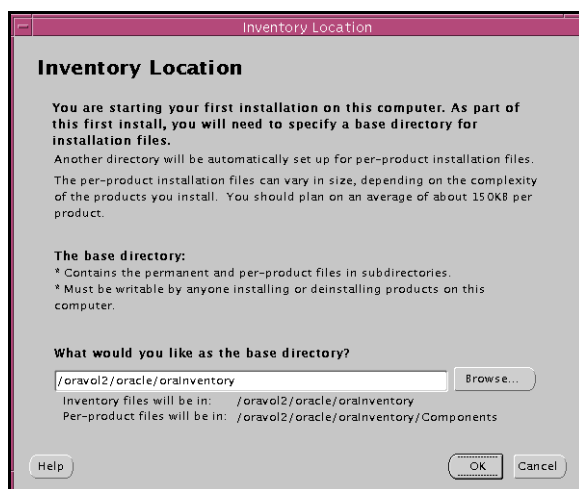 Inventory Location
Inventory Location
You are starting your first installation on this computer. As part of
this first install, you will need to specify a base directory for
installation files.
Another directory will be automatically set up for per-product installation files.
The per-product installation files can vary in size, depending on the complexity
of the products you install. You should plan on an average of about 150KB per
product.
The base directory:
* Contains the permanent and per-product files in subdirectories.
* Must be writable by anyone installing or deinstalling products on this
computer.
What would you like as the base directory?
/oravol2/oracle/oraInventory
Browse...
Inventory files will be in: /oravol2/oracle/oraInventory
Per-product files will be in: /oravol2/oracle/oraInventory/Components
Help
OK
Cancel